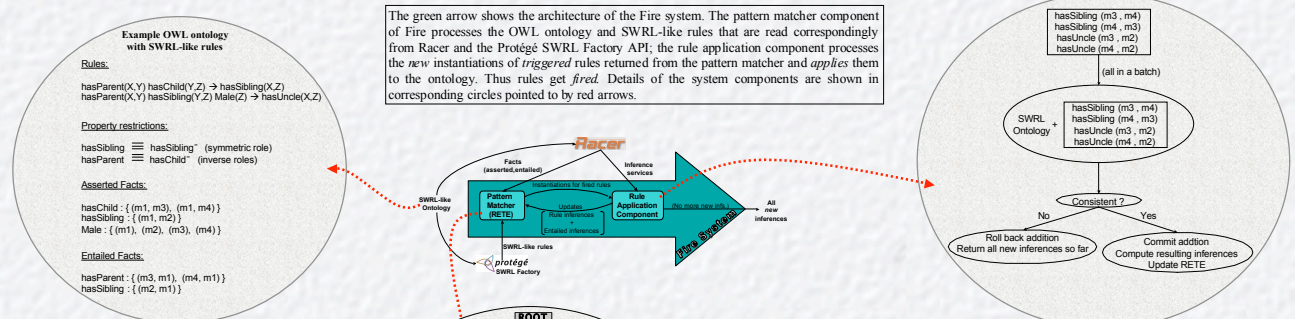 Example OWL ontology
with SWRL-like rules
Rules:
hasParent(X,Y) hasChild(Y,Z) → hasSibling(X,Z)
hasParent(X,Y) hasSibling(Y,Z) Male(Z) → hasUncle(X,Z)
Property restrictions:
hasSibling ≡ hasSibling⁻ (symmetric role)
hasParent ≡ hasChild⁻ (inverse roles)
Asserted Facts:
hasChild : { (m1, m3), (m1, m4) }
hasSibling : { (m1, m2) }
Male : { (m1), (m2), (m3), (m4) }
Entailed Facts:
hasParent : { (m3, m1), (m4, m1) }
hasSibling : { (m2, m1) }
The green arrow shows the architecture of the Fire system. The pattern matcher component
of Fire processes the OWL ontology and SWRL-like rules that are read correspondingly
from Racer and the Protégé SWRL Factory API; the rule application component processes
the new instantiations of triggered rules returned from the pattern matcher and applies them
to the ontology. Thus rules get fired. Details of the system components are shown in
corresponding circles pointed to by red arrows.
Racer
Facts
(asserted,entailed)
Inference
services
Instantiations for fired rules
SWRL-like
Ontology
Pattern
Matcher
(RETE)
Updates
Rule inferences
+
Entailed inferences
Rule
Application
Component
(No more new infs.)
All
new
inferences
Fire System
SWRL-like rules
protégé
SWRL Factory
ROOT
hasSibling (m3 , m4)
hasSibling (m4 , m3)
hasUncle (m3 , m2)
hasUncle (m4 , m2)
(all in a batch)
SWRL
Ontology
+
hasSibling (m3 , m4)
hasSibling (m4 , m3)
hasUncle (m3 , m2)
hasUncle (m4 , m2)
Consistent ?
No
Yes
Roll back addition
Return all new inferences so far
Commit addtion
Compute resulting inferences
Update RETE